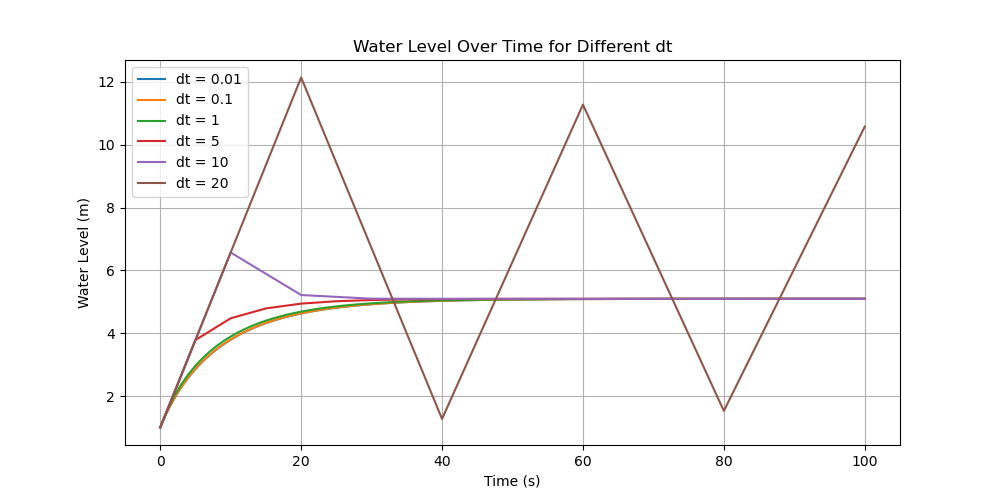 Water Level Over Time for Different dt
dt = 0.01
dt = 0.1
dt = 1
dt = 5
dt = 10
dt = 20
Water Level (m)
12
10
8
6
4
2
0
20
40
60
80
100
Time (s)